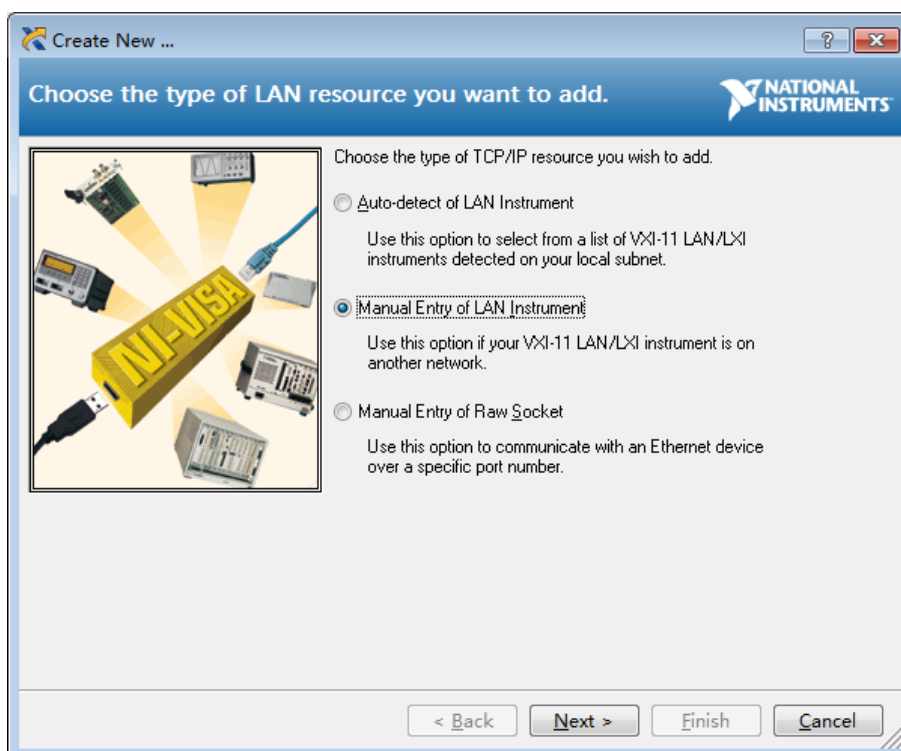 Create New ...
Choose the type of LAN resource you want to add.
NATIONAL
INSTRUMENTS
Choose the type of TCP/IP resource you wish to add.
Auto-detect of LAN Instrument
Use this option to select from a list of VXI-11 LAN/LXI
instruments detected on your local subnet.
NI-VISA
Manual Entry of LAN Instrument
Use this option if your VXI-11 LAN/LXI instrument is on
another network.
Manual Entry of Raw Socket
Use this option to communicate with an Ethernet device
over a specific port number.
< Back Next > Finish Cancel